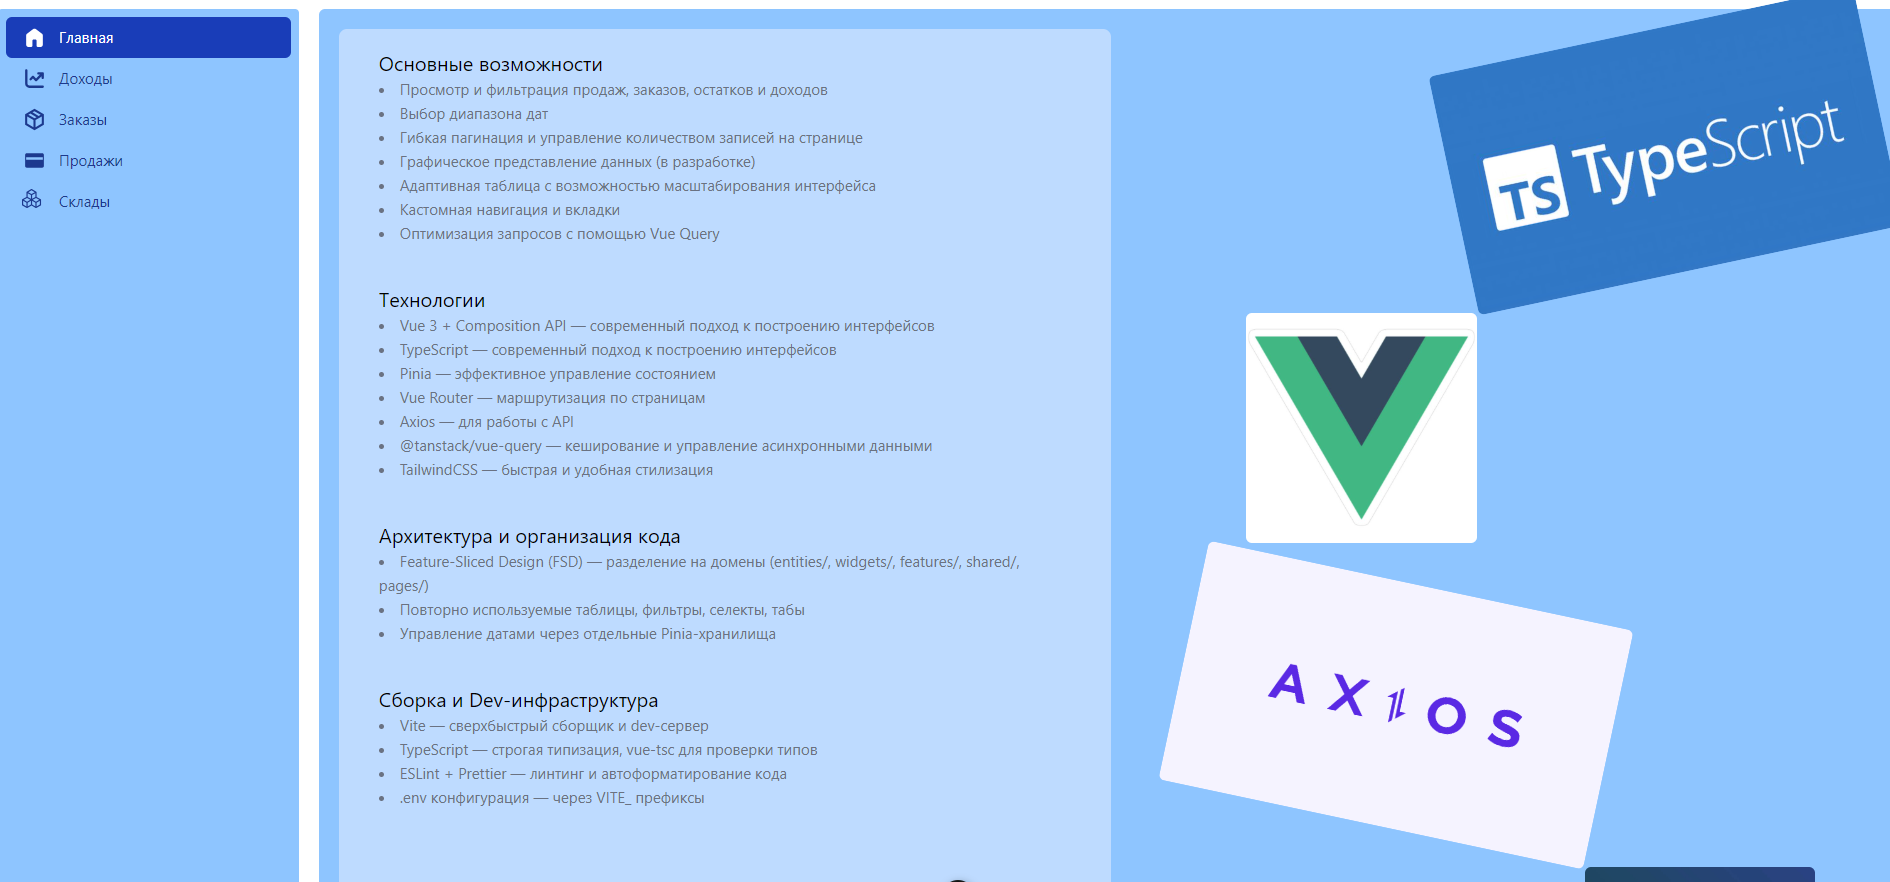 Главная
Доходы
Заказы
Продажи
Склады
Основные возможности
Просмотр и фильтрация продаж, заказов, остатков и доходов
Выбор диапазона дат
Гибкая пагинация и управление количеством записей на странице
Графическое представление данных (в разработке)
Адаптивная таблица с возможностью масштабирования интерфейса
Кастомная навигация и вкладки
Оптимизация запросов с помощью Vue Query
Технологии
Vue 3 + Composition API — современный подход к построению интерфейсов
TypeScript — современный подход к построению интерфейсов
Pinia — эффективное управление состоянием
Vue Router — маршрутизация по страницам
Axios — для работы с API
@tanstack/vue-query — кеширование и управление асинхронными данными
TailwindCSS — быстрая и удобная стилизация
Архитектура и организация кода
Feature-Sliced Design (FSD) — разделение на домены (entities/, widgets/, features/, shared/,
pages/)
Повторно используемые таблицы, фильтры, селекты, табы
Управление датами через отдельные Pinia-хранилища
Сборка и Dev-инфраструктура
Vite — сверхбыстрый сборщик и dev-сервер
TypeScript — строгая типизация, vue-tsc для проверки типов
ESLint + Prettier — линтинг и автоформатирование кода
.env конфигурация — через VITE_ префиксы
TS TypeScript
AXIOS